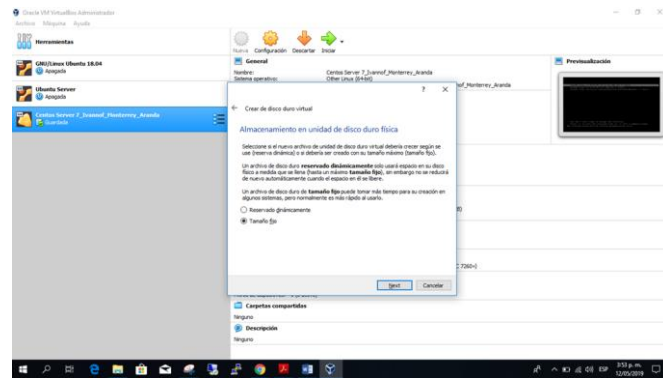 Oracle VM VirtualBox Administrador
Archivo Máquina Ayuda
Herramientas
Nueva Configuración Descartar Iniciar
GNU/Linux Ubuntu 18.04
Apagada
Ubuntu Server
Apagada
Centos Server 7_Ivannof_Monterrey_Aranda
Guardada
General
Nombre: Centos Server 7_Ivannof_Monterrey_Aranda
Sistema operativo: Other Linux (64-bit)
Previsualización
of_Monterrey_Aranda
Crear de disco duro virtual
Almacenamiento en unidad de disco duro física
Seleccione si el nuevo archivo de unidad de disco duro virtual debería crecer según se
use (reserva dinámica) o si debería ser creado con su tamaño máximo (tamaño fijo).
Un archivo de disco duro reservado dinámicamente solo usará espacio en su disco
físico a medida que se llena (hasta un máximo tamaño fijo), sin embargo no se reducirá
de nuevo automáticamente cuando el espacio en él se libere.
Un archivo de disco duro de tamaño fijo puede tomar más tiempo para su creación en
algunos sistemas, pero normalmente es más rápido al usarlo.
Reservado dinámicamente
Tamaño fijo
Next Cancelar
Carpetas compartidas
Ninguno
Descripción
Ninguno
ESP
3:53 p. m.
12/05/2019